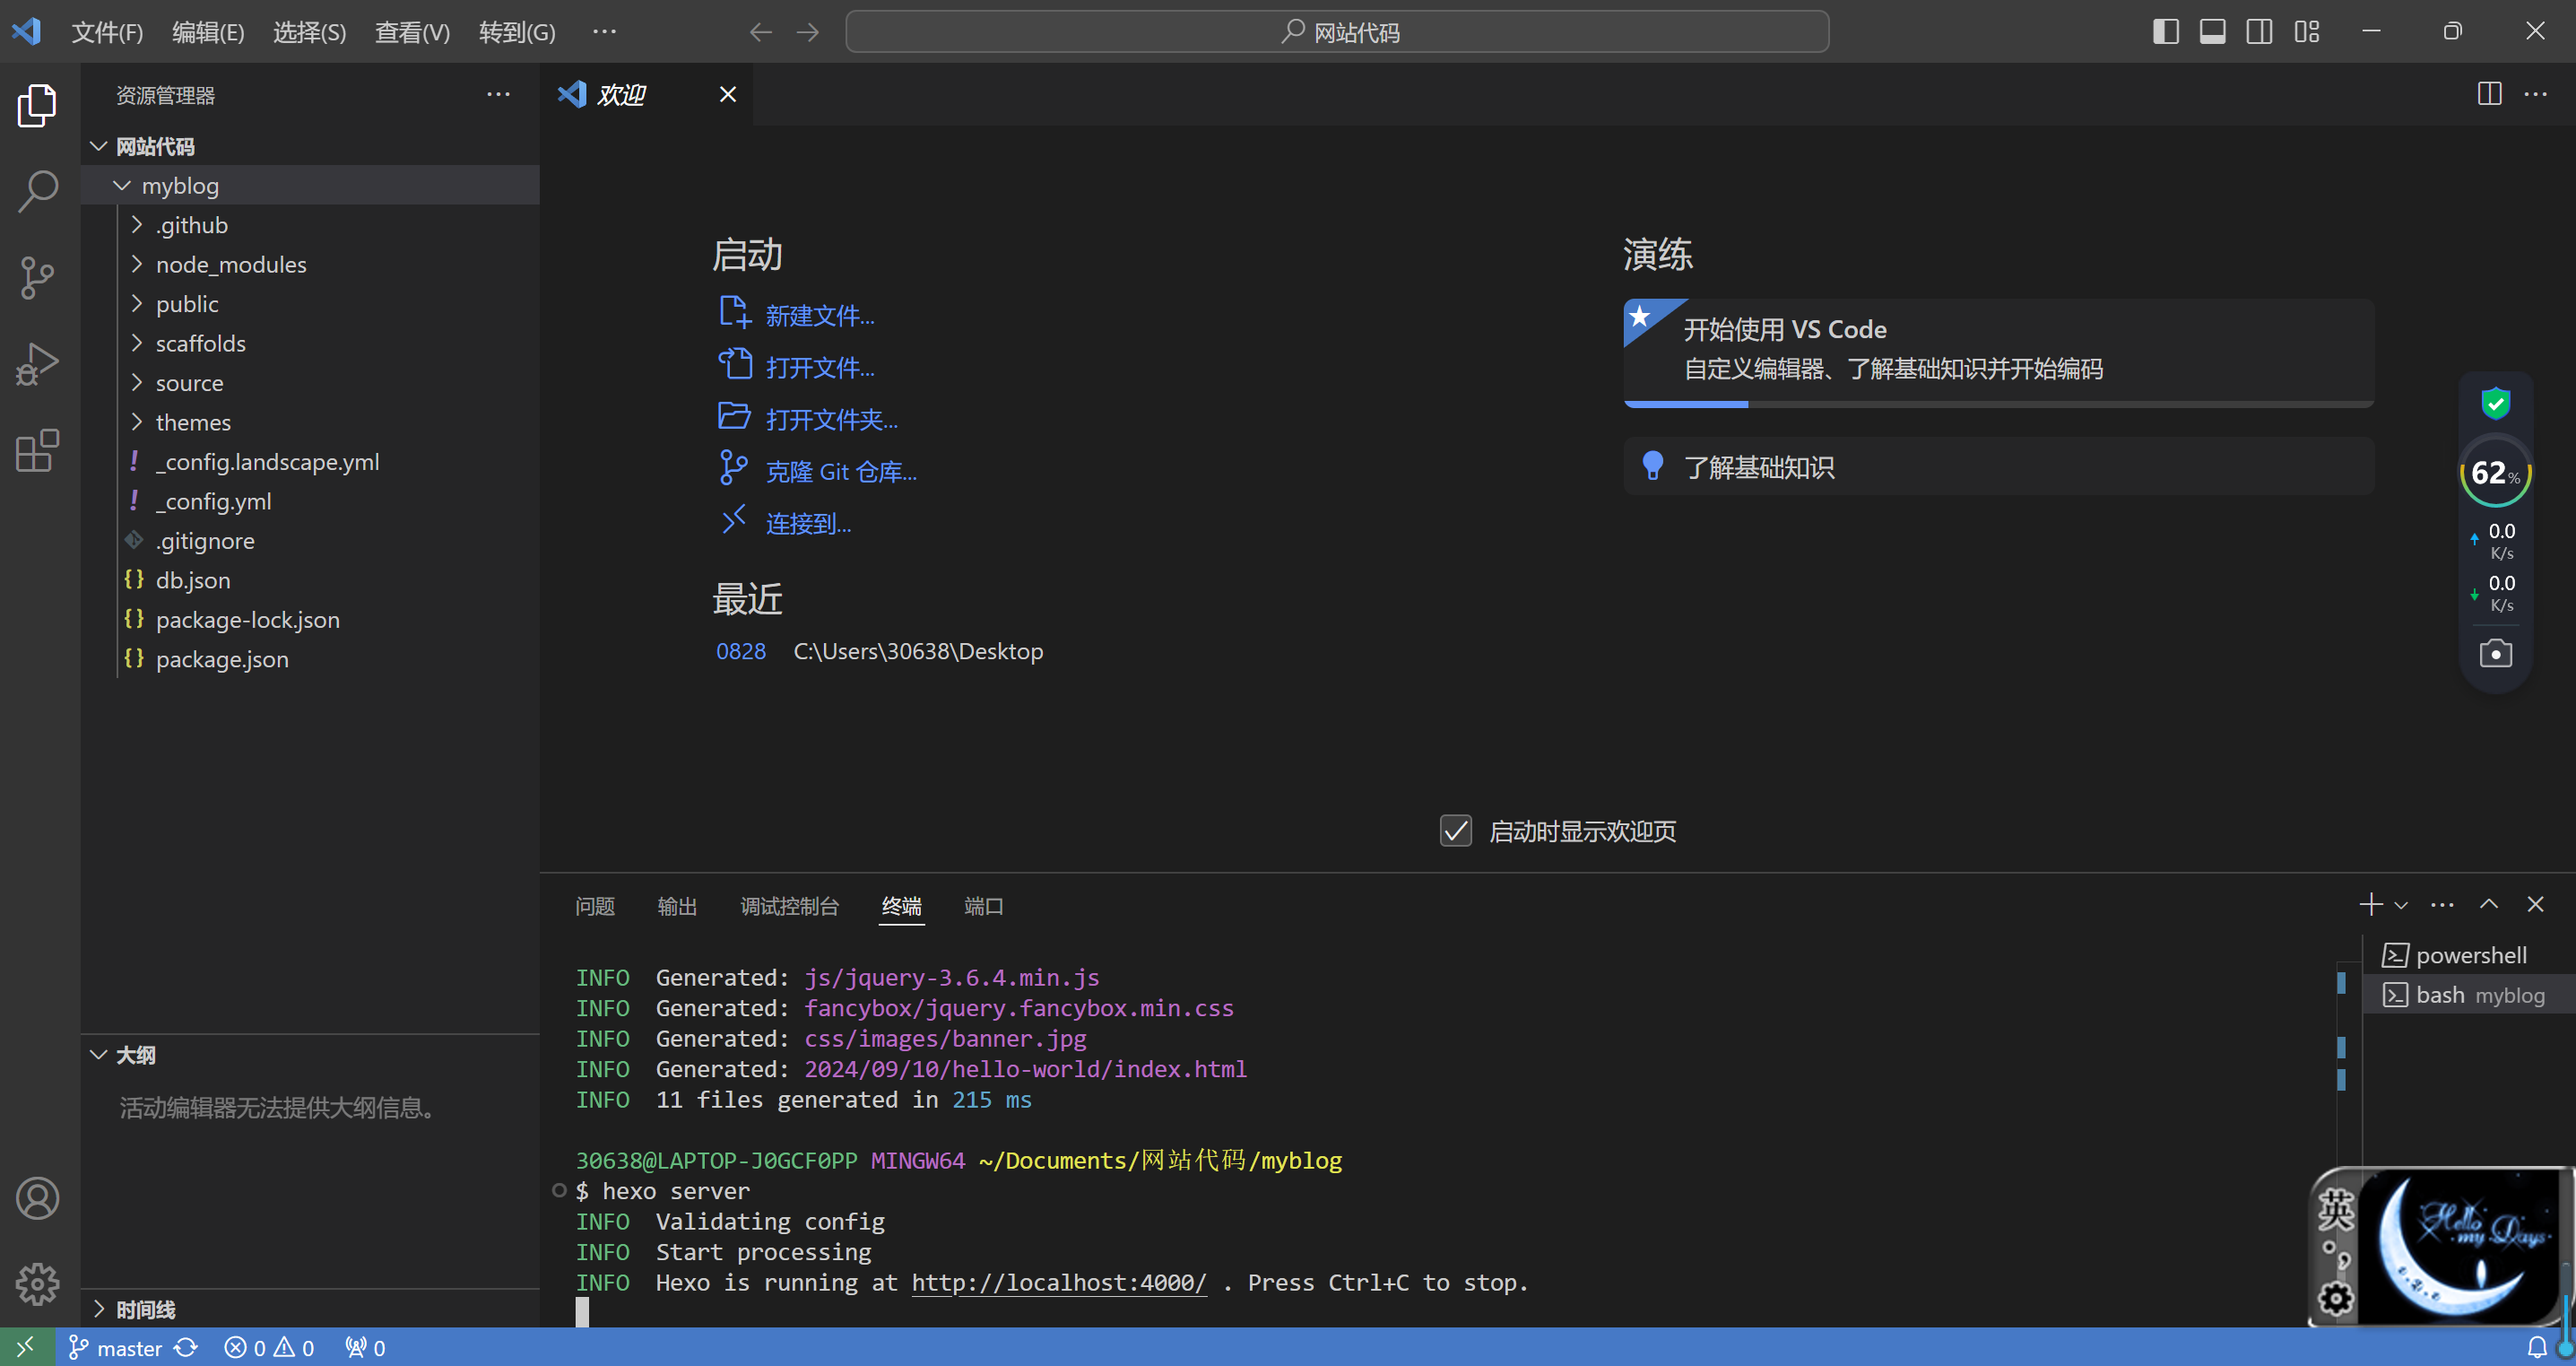 文件(F) 编辑(E) 选择(S) 查看(V) 转到(G) ···
网站代码
资源管理器
网站代码
myblog
.github
node_modules
public
scaffolds
source
themes
_config.landscape.yml
_config.yml
.gitignore
db.json
package-lock.json
package.json
大纲
活动编辑器无法提供大纲信息。
时间线
欢迎
启动
新建文件...
打开文件...
打开文件夹...
克隆 Git 仓库...
连接到...
最近
0828 C:\Users\30638\Desktop
演练
开始使用 VS Code
自定义编辑器、了解基础知识并开始编码
了解基础知识
启动时显示欢迎页
62%
0.0
K/s
0.0
K/s
问题 输出 调试控制台 终端 端口
INFO Generated: js/jquery-3.6.4.min.js
INFO Generated: fancybox/jquery.fancybox.min.css
INFO Generated: css/images/banner.jpg
INFO Generated: 2024/09/10/hello-world/index.html
INFO 11 files generated in 215 ms
30638@LAPTOP-J0GCF0PP MINGW64 ~/Documents/网站代码/myblog
$ hexo server
INFO Validating config
INFO Start processing
INFO Hexo is running at http://localhost:4000/ . Press Ctrl+C to stop.
powershell
bash myblog
英
Hello
my Days
master 0 0 0